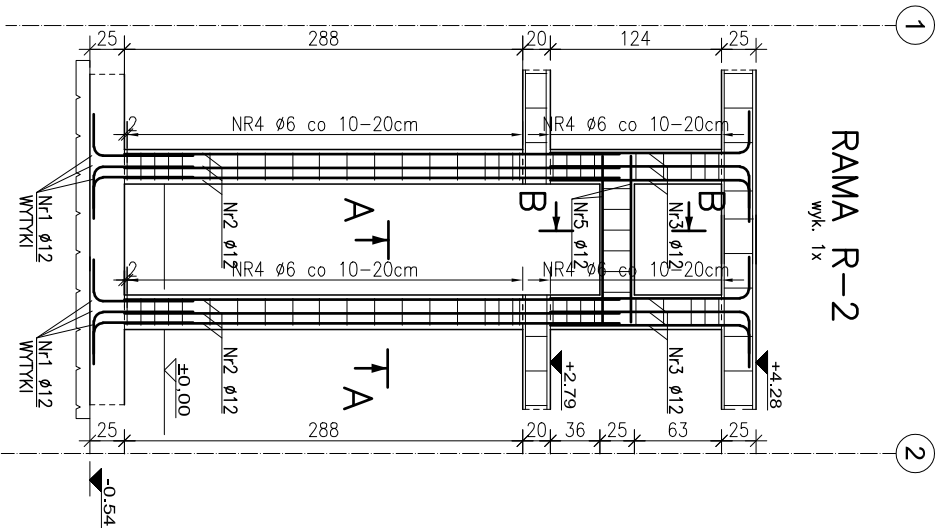 RAMA R-2
wyk. 1x
1
2
25
288
20
124
25
NR4 ø6 co 10-20cm
NR4 ø6 co 10-20cm
2
Nr1 ø12
WYTYKI
Nr2 ø12
A
B
Nr5 ø12
Nr3 ø12
B
NR4 ø6 co 10-20cm
NR4 ø6 co 10-20cm
2
Nr1 ø12
WYTYKI
±0,00
Nr2 ø12
A
+2.79
Nr3 ø12
+4.28
25
288
20
36
25
63
25
-0.54